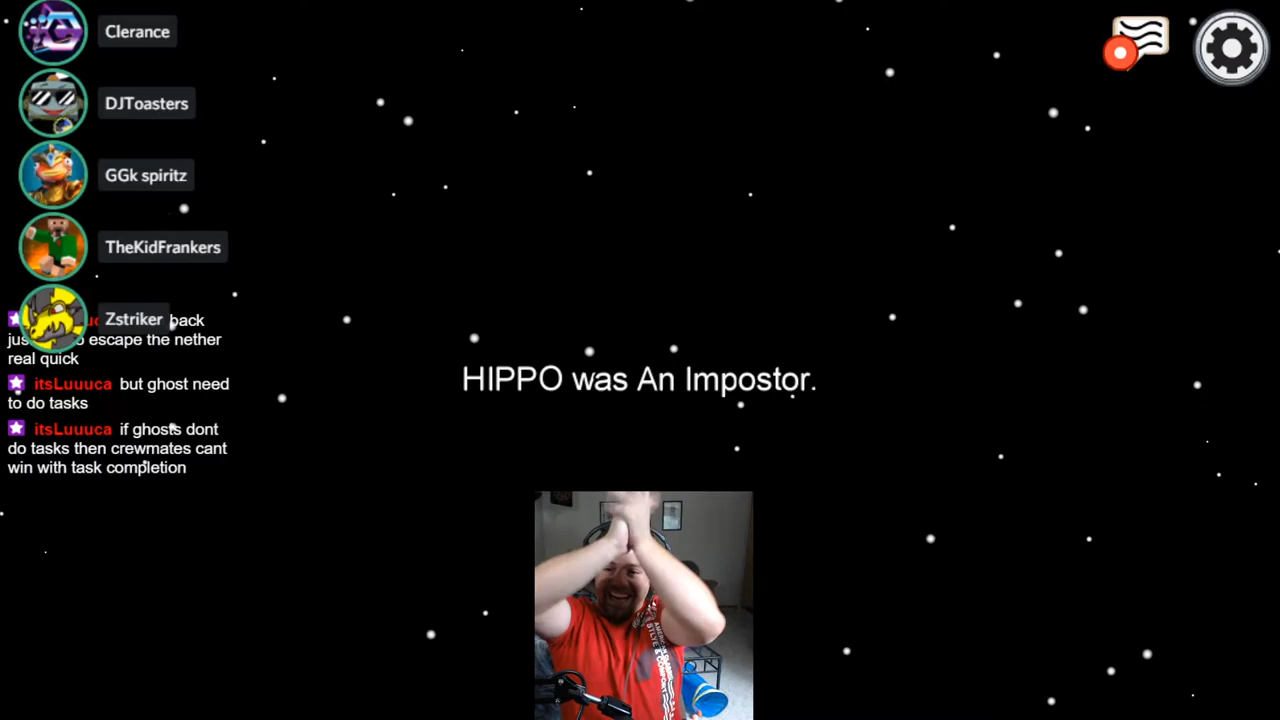 Clerance
DJToasters
GGk spiritz
TheKidFrankers
Zstriker
back
escape the nether
real quick
itsLuuuca but ghost need
to do tasks
itsLuuuca if ghosts dont
do tasks then crewmates cant
win with task completion
HIPPO was An Impostor.